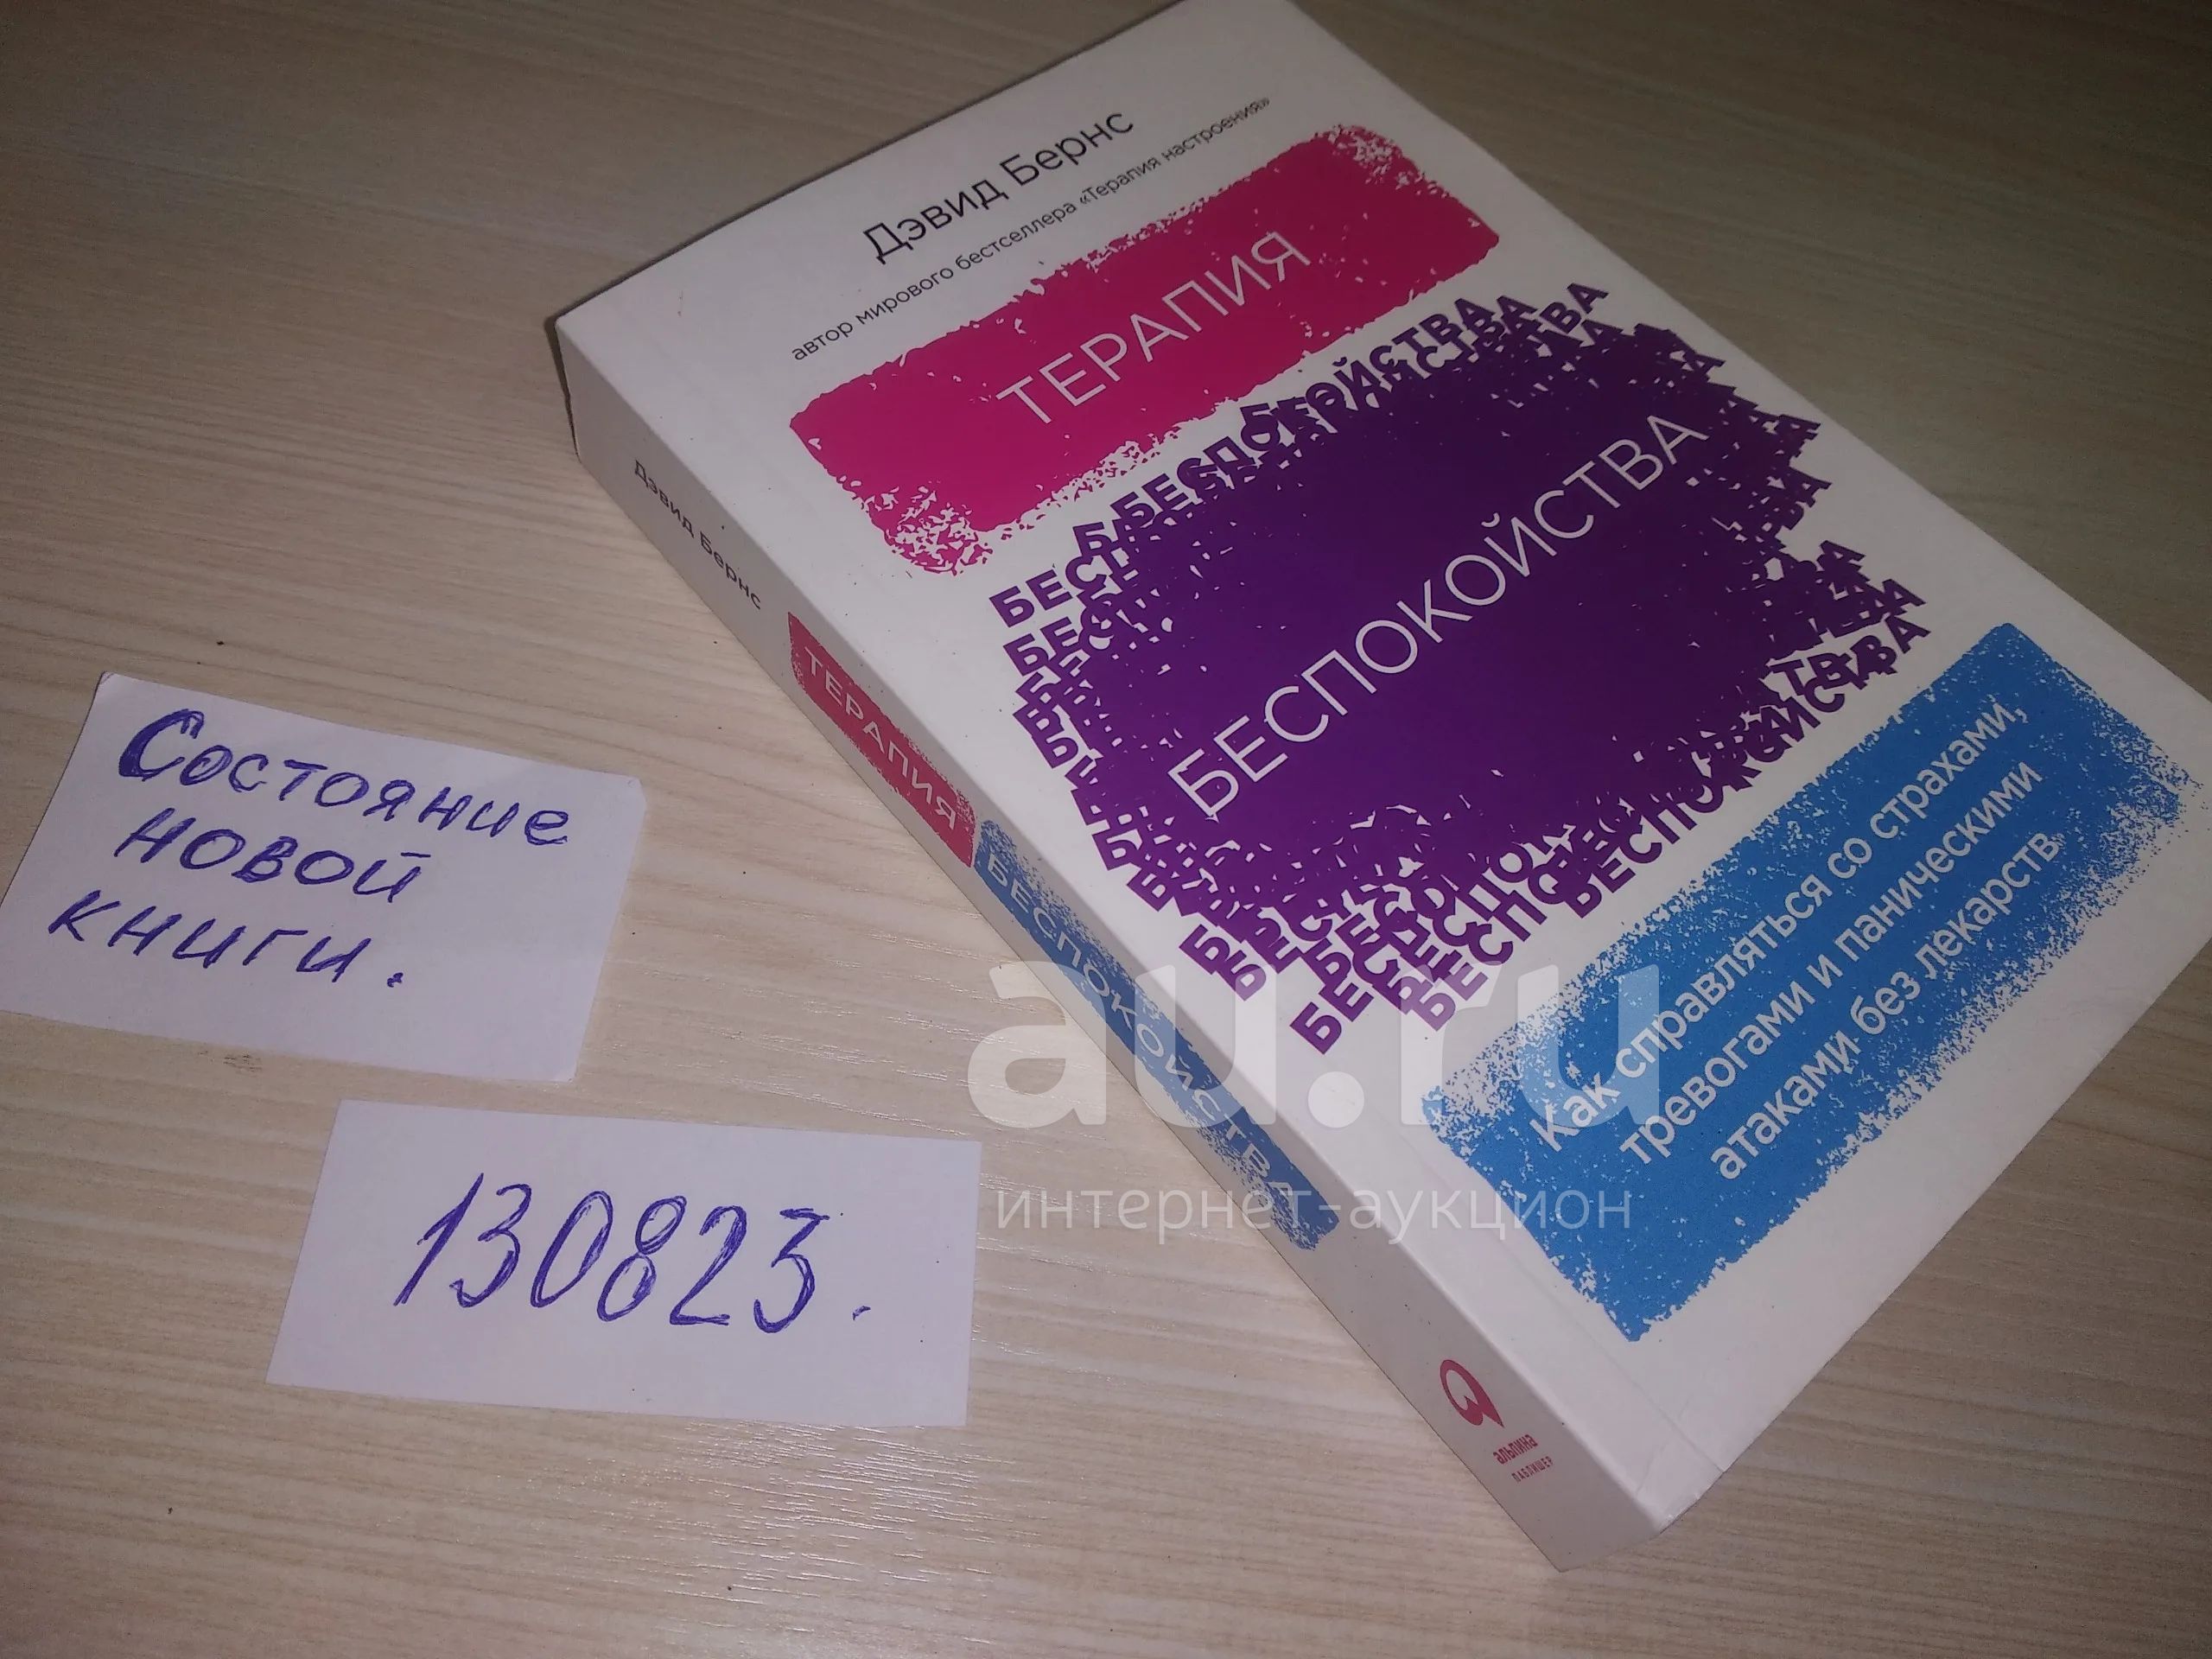 Дэвид Бернс
автор мирового бестселлера «Терапия настроения»
ТЕРАПИЯ
БЕСПОКОЙСТВА
Как справляться со страхами,
тревогами и паническими
атаками без лекарств
Дэвид Бернс
ТЕРАПИЯ
БЕСПОКОЙСТВА
альпина
ПАБЛИШЕР
Состояние
новой
книги.
130823.
au.ru
интернет-аукцион